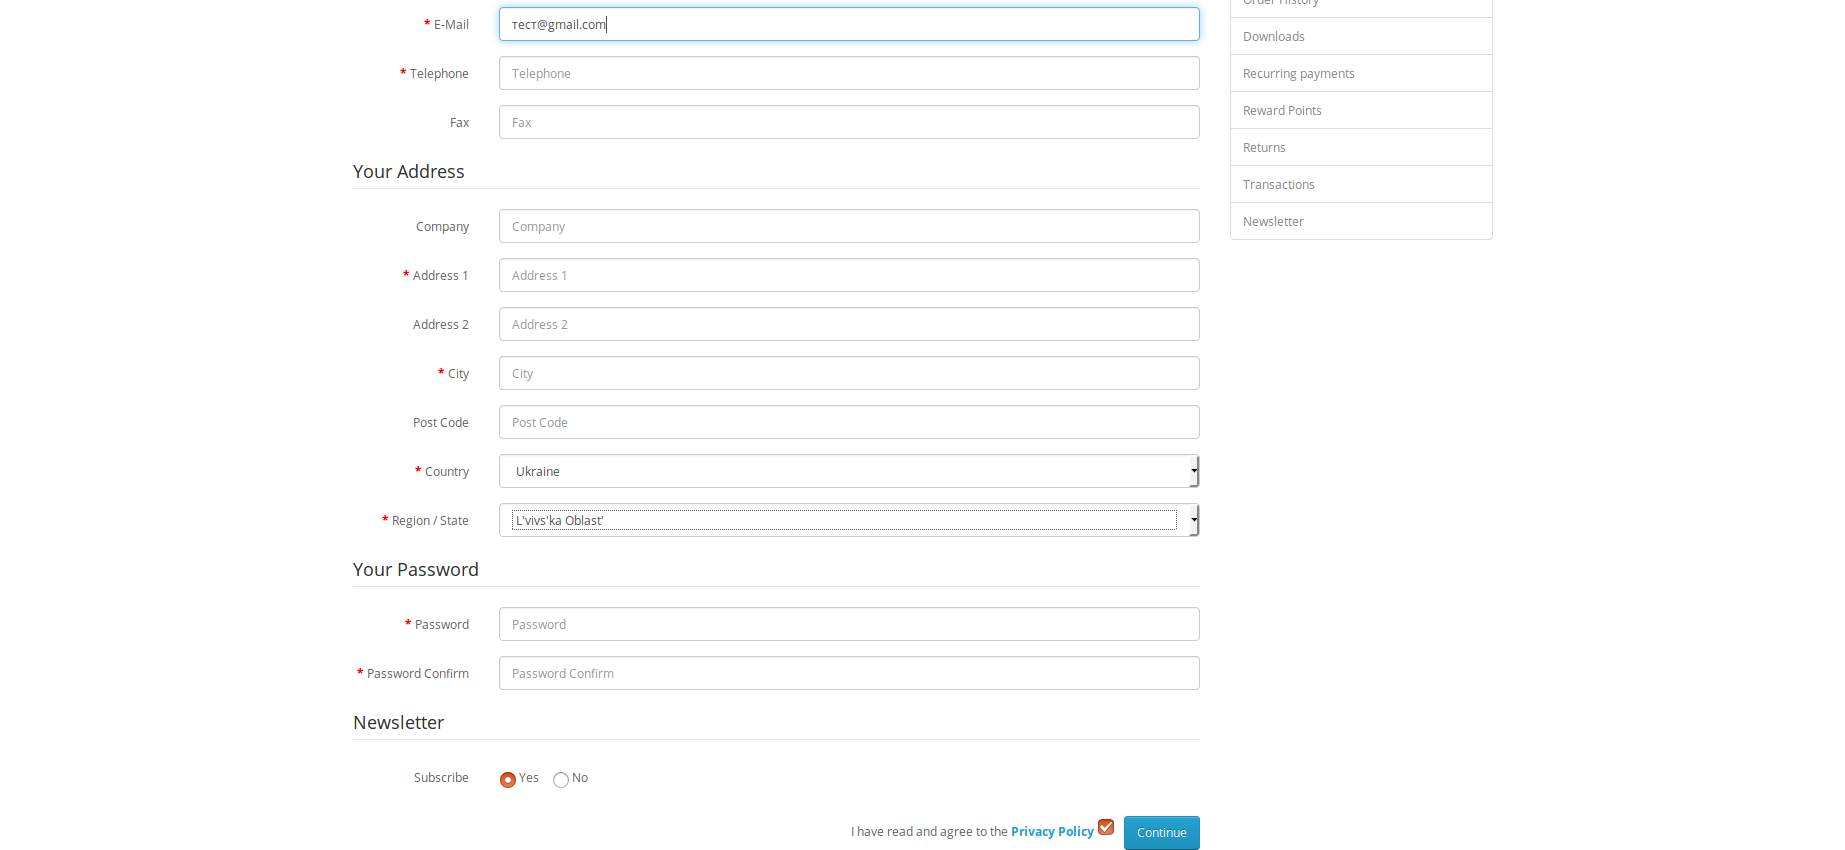 * E-Mail
тест@gmail.com
* Telephone
Telephone
Fax
Fax
Your Address
Company
Company
* Address 1
Address 1
Address 2
Address 2
* City
City
Post Code
Post Code
* Country
Ukraine
* Region / State
L'vivs'ka Oblast'
Your Password
* Password
Password
* Password Confirm
Password Confirm
Newsletter
Subscribe
Yes
No
I have read and agree to the Privacy Policy
Continue
Order History
Downloads
Recurring payments
Reward Points
Returns
Transactions
Newsletter